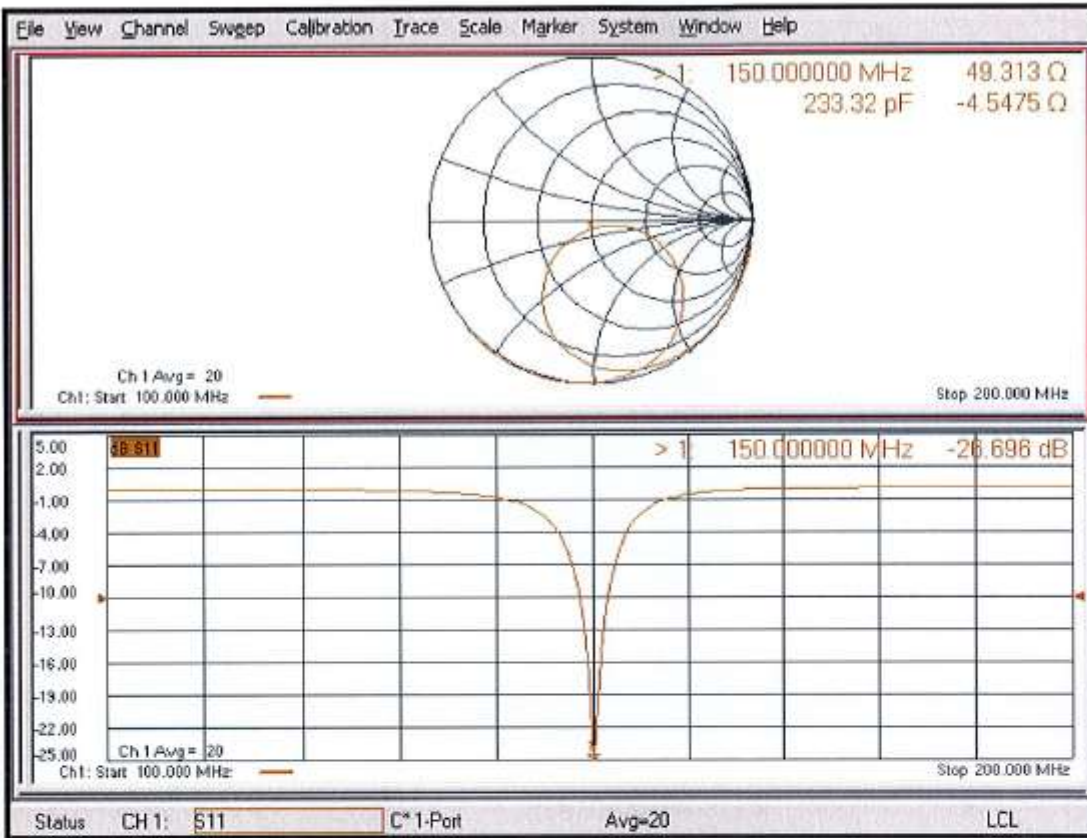 File View Channel Sweep Calibration Trace Scale Marker System Window Help
> 1: 150.000000 MHz 49.313 Ω
233.32 pF -4.5475 Ω
Ch 1 Avg = 20
Ch1: Start 100.000 MHz
Stop 200.000 MHz
5.00
dB S11
> 1: 150.000000 MHz -26.696 dB
2.00
-1.00
-4.00
-7.00
-10.00
-13.00
-16.00
-19.00
-22.00
-25.00
Ch 1 Avg = 20
Ch1: Start 100.000 MHz
Stop 200.000 MHz
Status CH 1: S11 C* 1-Port Avg=20 LCL